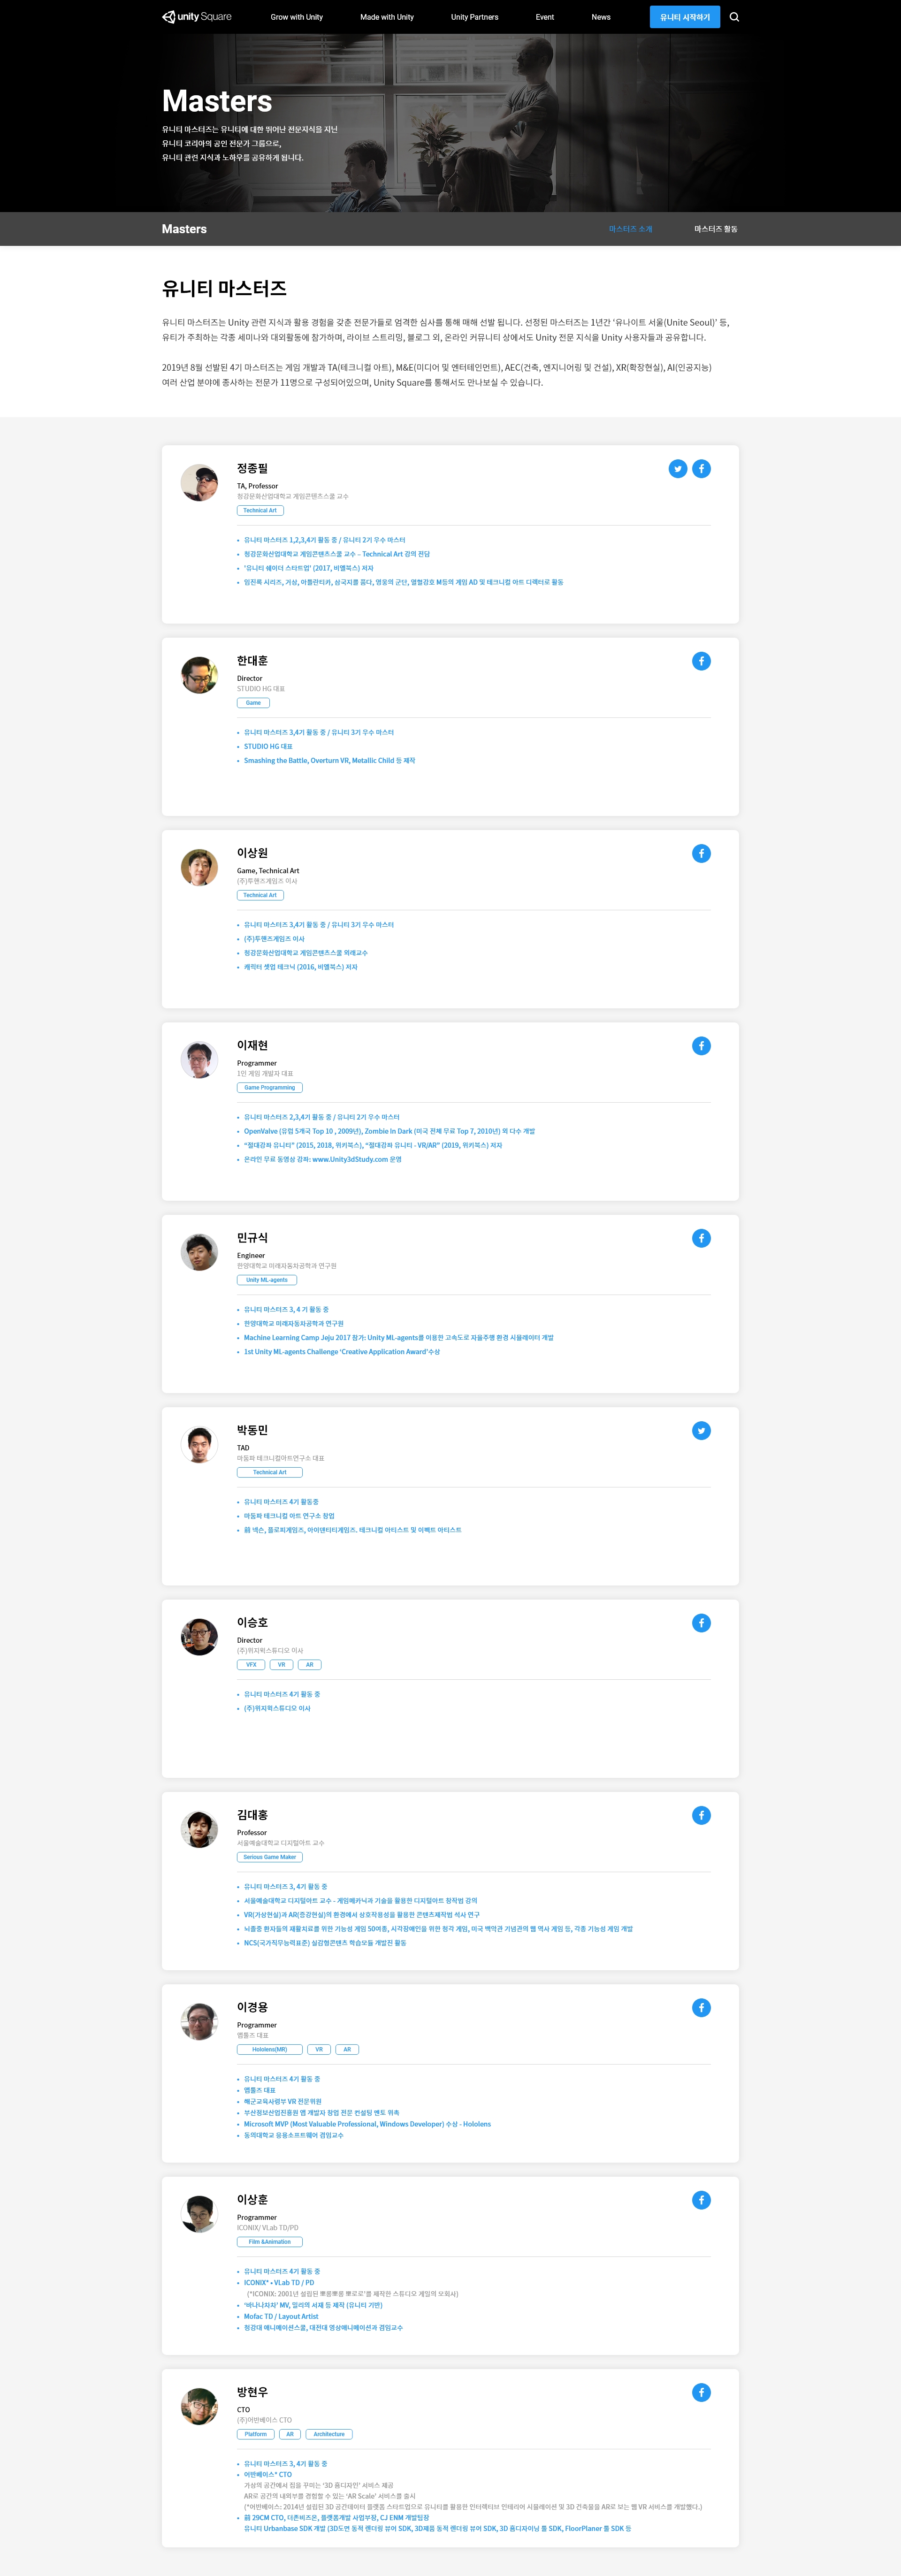 unity Square
Grow with Unity
Made with Unity
Unity Partners
Event
News
유니티 시작하기
Masters
유니티 마스터즈는 유니티에 대한 뛰어난 전문지식을 지닌
유니티 코리아의 공인 전문가 그룹으로,
유니티 관련 지식과 노하우를 공유하게 됩니다.
Masters
마스터즈 소개
마스터즈 활동
유니티 마스터즈
유니티 마스터즈는 Unity 관련 지식과 활용 경험을 갖춘 전문가들로 엄격한 심사를 통해 매해 선발 됩니다. 선정된 마스터즈는 1년간 ‘유나이트 서울(Unite Seoul)’ 등,
유티가 주최하는 각종 세미나와 대외활동에 참가하며, 라이브 스트리밍, 블로그 외, 온라인 커뮤니티 상에서도 Unity 전문 지식을 Unity 사용자들과 공유합니다.
2019년 8월 선발된 4기 마스터즈는 게임 개발과 TA(테크니컬 아트), M&E(미디어 및 엔터테인먼트), AEC(건축, 엔지니어링 및 건설), XR(확장현실), AI(인공지능)
여러 산업 분야에 종사하는 전문가 11명으로 구성되어있으며, Unity Square를 통해서도 만나보실 수 있습니다.
정종필
TA, Professor
청강문화산업대학교 게임콘텐츠스쿨 교수
Technical Art
• 유니티 마스터즈 1,2,3,4기 활동 중 / 유니티 2기 우수 마스터
• 청강문화산업대학교 게임콘텐츠스쿨 교수 – Technical Art 강의 전담
• '유니티 쉐이더 스타트업' (2017, 비엘북스) 저자
• 임진록 시리즈, 거상, 아틀란티카, 삼국지를 품다, 영웅의 군단, 열혈강호 M등의 게임 AD 및 테크니컬 아트 디렉터로 활동
한대훈
Director
STUDIO HG 대표
Game
• 유니티 마스터즈 3,4기 활동 중 / 유니티 3기 우수 마스터
• STUDIO HG 대표
• Smashing the Battle, Overturn VR, Metallic Child 등 제작
이상원
Game, Technical Art
(주)투핸즈게임즈 이사
Technical Art
• 유니티 마스터즈 3,4기 활동 중 / 유니티 3기 우수 마스터
• (주)투핸즈게임즈 이사
• 청강문화산업대학교 게임콘텐츠스쿨 외래교수
• 캐릭터 셋업 테크닉 (2016, 비엘북스) 저자
이재현
Programmer
1인 게임 개발자 대표
Game Programming
• 유니티 마스터즈 2,3,4기 활동 중 / 유니티 2기 우수 마스터
• OpenValve (유럽 5개국 Top 10 , 2009년), Zombie In Dark (미국 전체 무료 Top 7, 2010년) 외 다수 개발
• “절대강좌 유니티” (2015, 2018, 위키북스), “절대강좌 유니티 - VR/AR” (2019, 위키북스) 저자
• 온라인 무료 동영상 강좌: www.Unity3dStudy.com 운영
민규식
Engineer
한양대학교 미래자동차공학과 연구원
Unity ML-agents
• 유니티 마스터즈 3, 4 기 활동 중
• 한양대학교 미래자동차공학과 연구원
• Machine Learning Camp Jeju 2017 참가: Unity ML-agents를 이용한 고속도로 자율주행 환경 시뮬레이터 개발
• 1st Unity ML-agents Challenge ‘Creative Application Award’수상
박동민
TAD
마둠파 테크니컬아트연구소 대표
Technical Art
• 유니티 마스터즈 4기 활동중
• 마둠파 테크니컬 아트 연구소 창업
• 前 넥슨, 플로피게임즈, 아이덴티티게임즈. 테크니컬 아티스트 및 이펙트 아티스트
이승호
Director
(주)위지윅스튜디오 이사
VFX
VR
AR
• 유니티 마스터즈 4기 활동 중
• (주)위지윅스튜디오 이사
김대홍
Professor
서울예술대학교 디지털아트 교수
Serious Game Maker
• 유니티 마스터즈 3, 4기 활동 중
• 서울예술대학교 디지털아트 교수 - 게임메카닉과 기술을 활용한 디지털아트 창작법 강의
• VR(가상현실)과 AR(증강현실)의 환경에서 상호작용성을 활용한 콘텐츠제작법 석사 연구
• 뇌졸중 환자들의 재활치료를 위한 기능성 게임 50여종, 시각장애인을 위한 청각 게임, 미국 백악관 기념관의 웹 역사 게임 등, 각종 기능성 게임 개발
• NCS(국가직무능력표준) 실감형콘텐츠 학습모듈 개발진 활동
이경용
Programmer
앱툴즈 대표
Hololens(MR)
VR
AR
• 유니티 마스터즈 4기 활동 중
• 앱툴즈 대표
• 해군교육사령부 VR 전문위원
• 부산정보산업진흥원 앱 개발자 창업 전문 컨설팅 멘토 위촉
• Microsoft MVP (Most Valuable Professional, Windows Developer) 수상 - Hololens
• 동의대학교 응용소프트웨어 겸임교수
이상훈
Programmer
ICONIX/ VLab TD/PD
Film &Animation
• 유니티 마스터즈 4기 활동 중
• ICONIX* • VLab TD / PD
(*ICONIX: 2001년 설립된 뽀롱뽀롱 뽀로로'를 제작한 스튜디오 게일의 모회사)
• ‘바나나차차’ MV, 밀리의 서재 등 제작 (유니티 기반)
• Mofac TD / Layout Artist
• 청강대 애니메이션스쿨, 대전대 영상애니메이션과 겸임교수
방현우
CTO
(주)어반베이스 CTO
Platform
AR
Architecture
• 유니티 마스터즈 3, 4기 활동 중
• 어반베이스* CTO
가상의 공간에서 집을 꾸미는 ‘3D 홈디자인’ 서비스 제공
AR로 공간의 내외부를 경험할 수 있는 ‘AR Scale’ 서비스를 출시
(*어반베이스: 2014년 설립된 3D 공간데이터 플랫폼 스타트업으로 유니티를 활용한 인터렉티브 인테리어 시뮬레이션 및 3D 건축물을 AR로 보는 웹 VR 서비스를 개발했다.)
• 前 29CM CTO, 더존비즈온, 플랫폼개발 사업부장, CJ ENM 개발팀장
유니티 Urbanbase SDK 개발 (3D도면 동적 렌더링 뷰어 SDK, 3D제품 동적 렌더링 뷰어 SDK, 3D 홈디자이닝 툴 SDK, FloorPlaner 툴 SDK 등